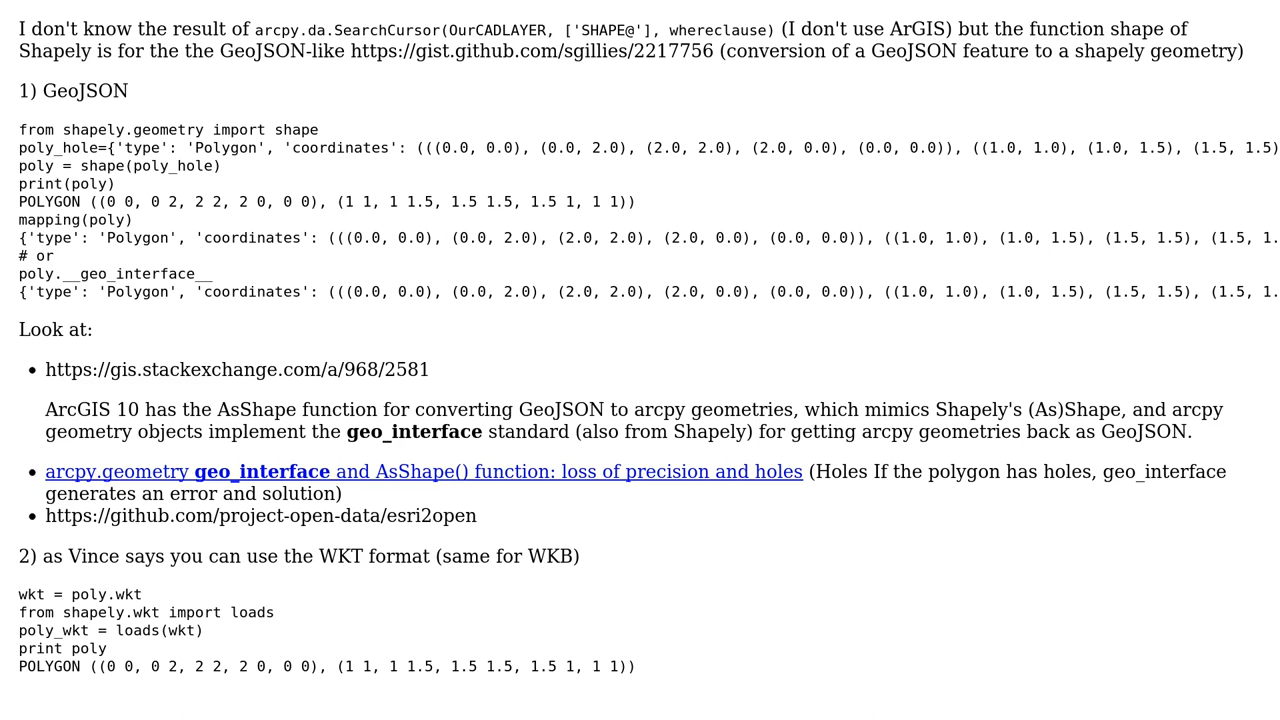 I don't know the result of arcpy.da.SearchCursor(OurCADLAYER, ['SHAPE@'], whereclause) (I don't use ArGIS) but the function shape of
Shapely is for the the GeoJSON-like https://gist.github.com/sgillies/2217756 (conversion of a GeoJSON feature to a shapely geometry)
1) GeoJSON
from shapely.geometry import shape
poly_hole={'type': 'Polygon', 'coordinates': (((0.0, 0.0), (0.0, 2.0), (2.0, 2.0), (2.0, 0.0), (0.0, 0.0)), ((1.0, 1.0), (1.0, 1.5), (1.5, 1.5)
poly = shape(poly_hole)
print(poly)
POLYGON ((0 0, 0 2, 2 2, 2 0, 0 0), (1 1, 1 1.5, 1.5 1.5, 1.5 1, 1 1))
mapping(poly)
{'type': 'Polygon', 'coordinates': (((0.0, 0.0), (0.0, 2.0), (2.0, 2.0), (2.0, 0.0), (0.0, 0.0)), ((1.0, 1.0), (1.0, 1.5), (1.5, 1.5), (1.5, 1.
# or
poly.__geo_interface__
{'type': 'Polygon', 'coordinates': (((0.0, 0.0), (0.0, 2.0), (2.0, 2.0), (2.0, 0.0), (0.0, 0.0)), ((1.0, 1.0), (1.0, 1.5), (1.5, 1.5), (1.5, 1.
Look at:
• https://gis.stackexchange.com/a/968/2581
ArcGIS 10 has the AsShape function for converting GeoJSON to arcpy geometries, which mimics Shapely's (As)Shape, and arcpy
geometry objects implement the geo_interface standard (also from Shapely) for getting arcpy geometries back as GeoJSON.
• arcpy.geometry geo_interface and AsShape() function: loss of precision and holes (Holes If the polygon has holes, geo_interface
generates an error and solution)
• https://github.com/project-open-data/esri2open
2) as Vince says you can use the WKT format (same for WKB)
wkt = poly.wkt
from shapely.wkt import loads
poly_wkt = loads(wkt)
print poly
POLYGON ((0 0, 0 2, 2 2, 2 0, 0 0), (1 1, 1 1.5, 1.5 1.5, 1.5 1, 1 1))